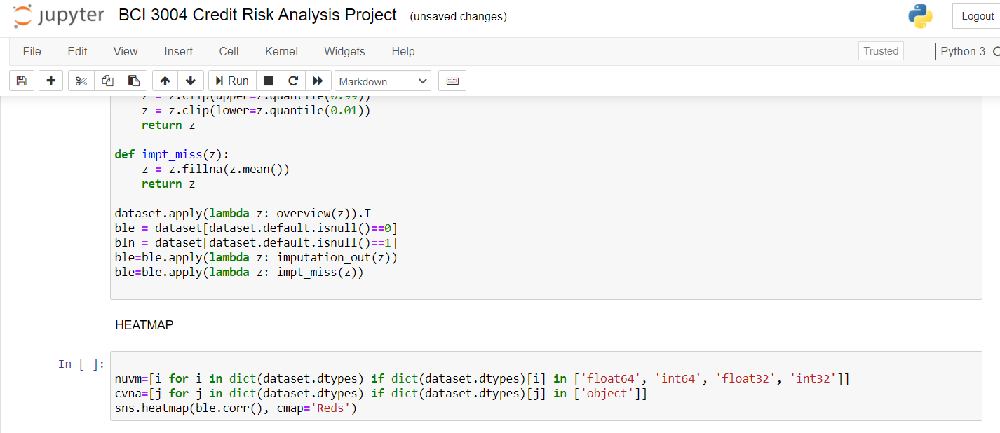 jupyter BCI 3004 Credit Risk Analysis Project (unsaved changes) Logout
File Edit View Insert Cell Kernel Widgets Help Trusted Python 3
Run Markdown
z = z.clip(upper=z.quantile(0.99))
z = z.clip(lower=z.quantile(0.01))
return z
def impt_miss(z):
z = z.fillna(z.mean())
return z
dataset.apply(lambda z: overview(z)).T
ble = dataset[dataset.default.isnull()==0]
bln = dataset[dataset.default.isnull()==1]
ble=ble.apply(lambda z: imputation_out(z))
ble=ble.apply(lambda z: impt_miss(z))
HEATMAP
In [ ]:
nuvm=[i for i in dict(dataset.dtypes) if dict(dataset.dtypes)[i] in ['float64', 'int64', 'float32', 'int32']]
cvna=[j for j in dict(dataset.dtypes) if dict(dataset.dtypes)[j] in ['object']]
sns.heatmap(ble.corr(), cmap='Reds')